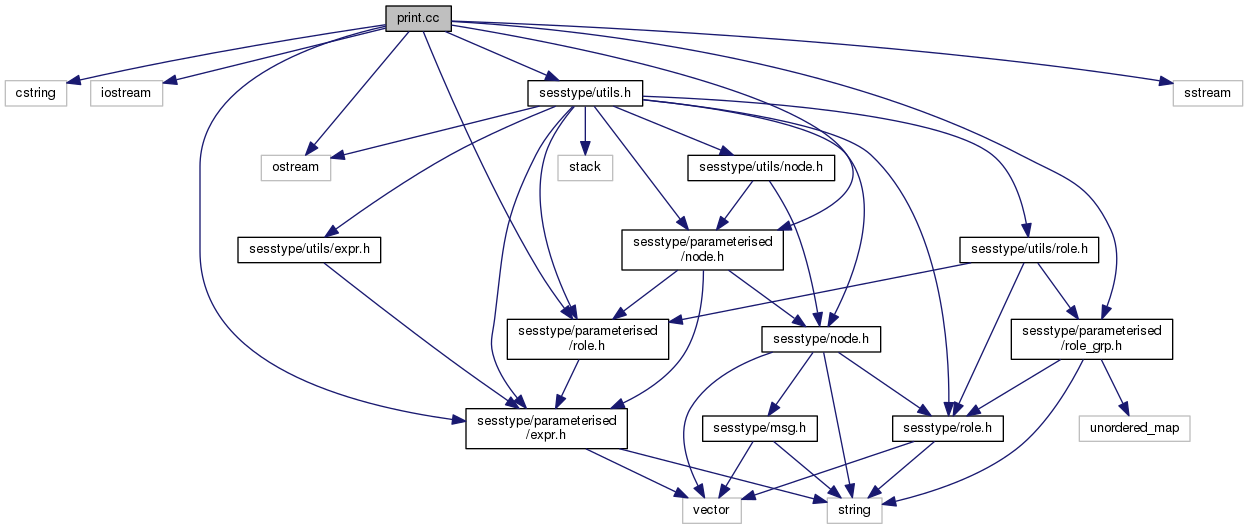 print.cc
cstring
iostream
sesstype/utils.h
sstream
ostream
stack
sesstype/utils/node.h
sesstype/utils/expr.h
sesstype/parameterised
/node.h
sesstype/utils/role.h
sesstype/parameterised
/role.h
sesstype/node.h
sesstype/parameterised
/role_grp.h
sesstype/parameterised
/expr.h
sesstype/msg.h
sesstype/role.h
unordered_map
vector
string